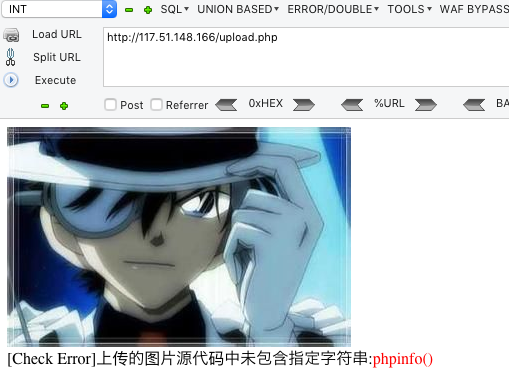 INT SQL UNION BASED ERROR/DOUBLE TOOLS WAF BYPASS
Load URL http://117.51.148.166/upload.php
Split URL
Execute
Post Referrer 0xHEX %URL BA
[Check Error]上传的图片源代码中未包含指定字符串:phpinfo()